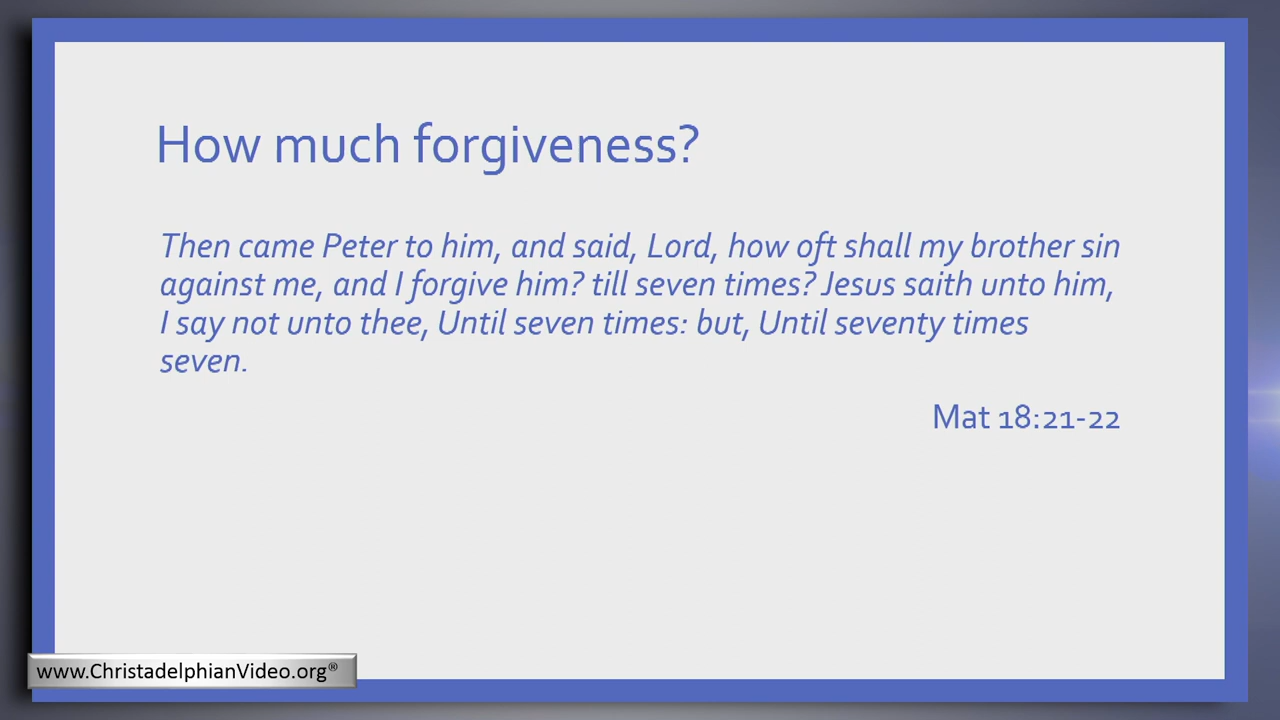 How much forgiveness?
Then came Peter to him, and said, Lord, how oft shall my brother sin
against me, and I forgive him? till seven times? Jesus saith unto him,
I say not unto thee, Until seven times: but, Until seventy times
seven.
Mat 18:21-22
www.ChristadelphianVideo.org®